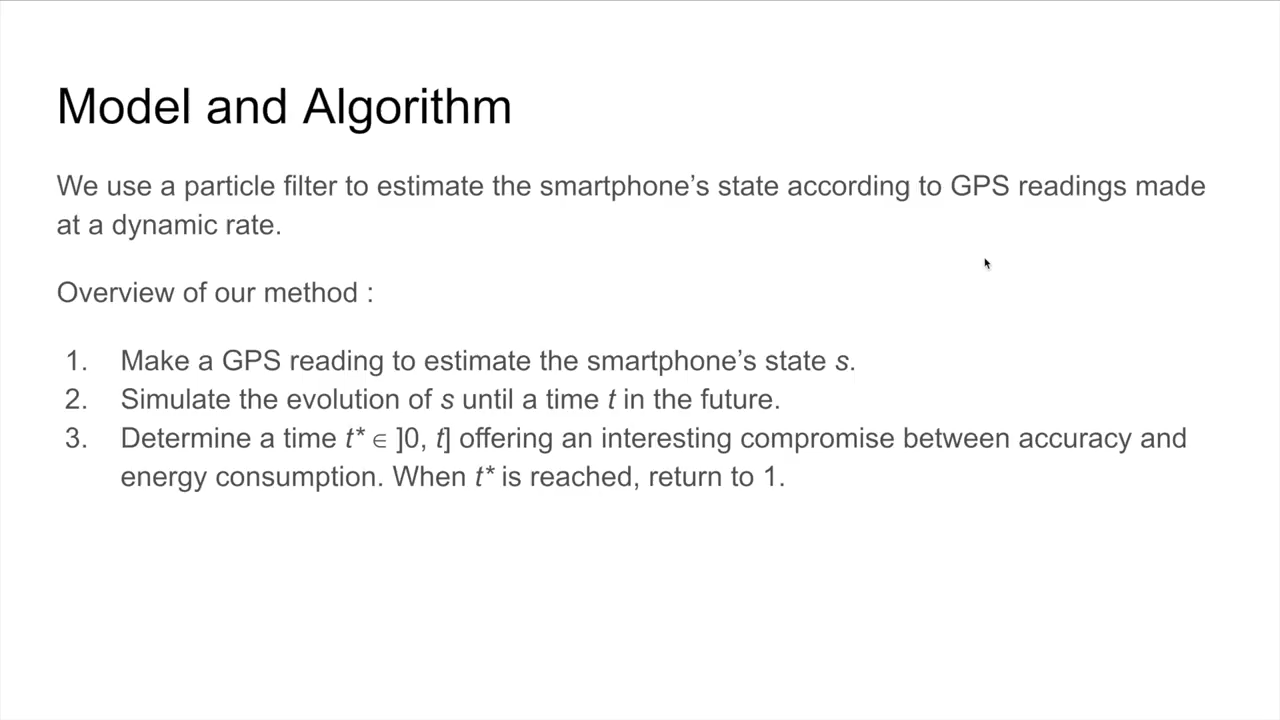 Model and Algorithm
We use a particle filter to estimate the smartphone’s state according to GPS readings made
at a dynamic rate.
Overview of our method :
1. Make a GPS reading to estimate the smartphone’s state s.
2. Simulate the evolution of s until a time t in the future.
3. Determine a time t* ∈ ]0, t] offering an interesting compromise between accuracy and
energy consumption. When t* is reached, return to 1.